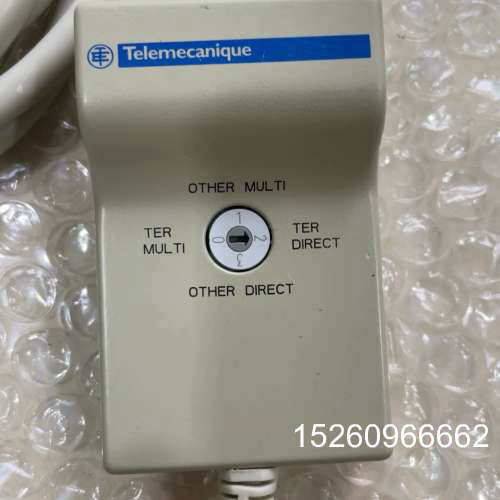 Telemecanique
OTHER MULTI
TER MULTI
1
0
2
3
TER DIRECT
OTHER DIRECT
15260966662